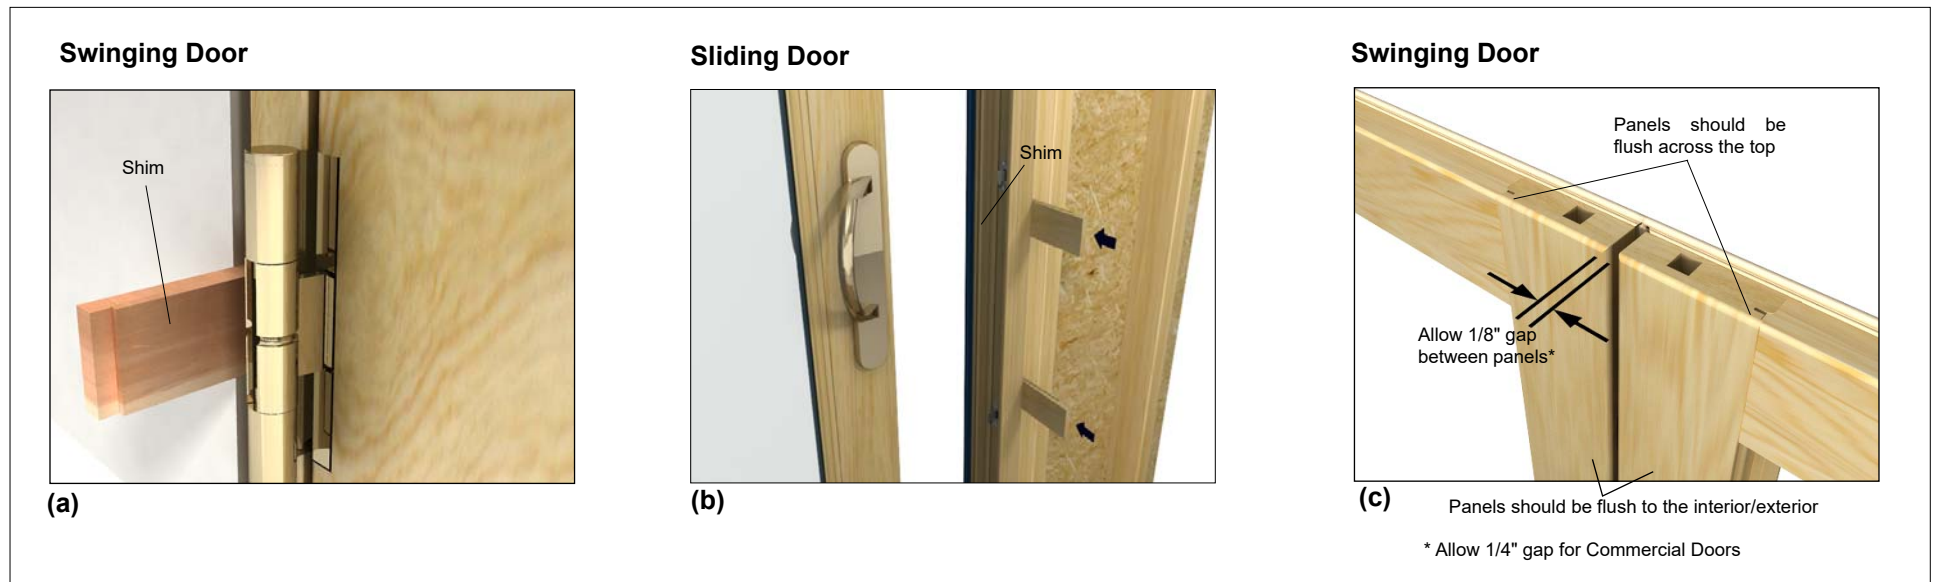 Swinging Door
Shim
(a)
Sliding Door
Shim
(b)
Swinging Door
Panels should be
flush across the top
Allow 1/8" gap
between panels*
(c)
Panels should be flush to the interior/exterior
* Allow 1/4" gap for Commercial Doors